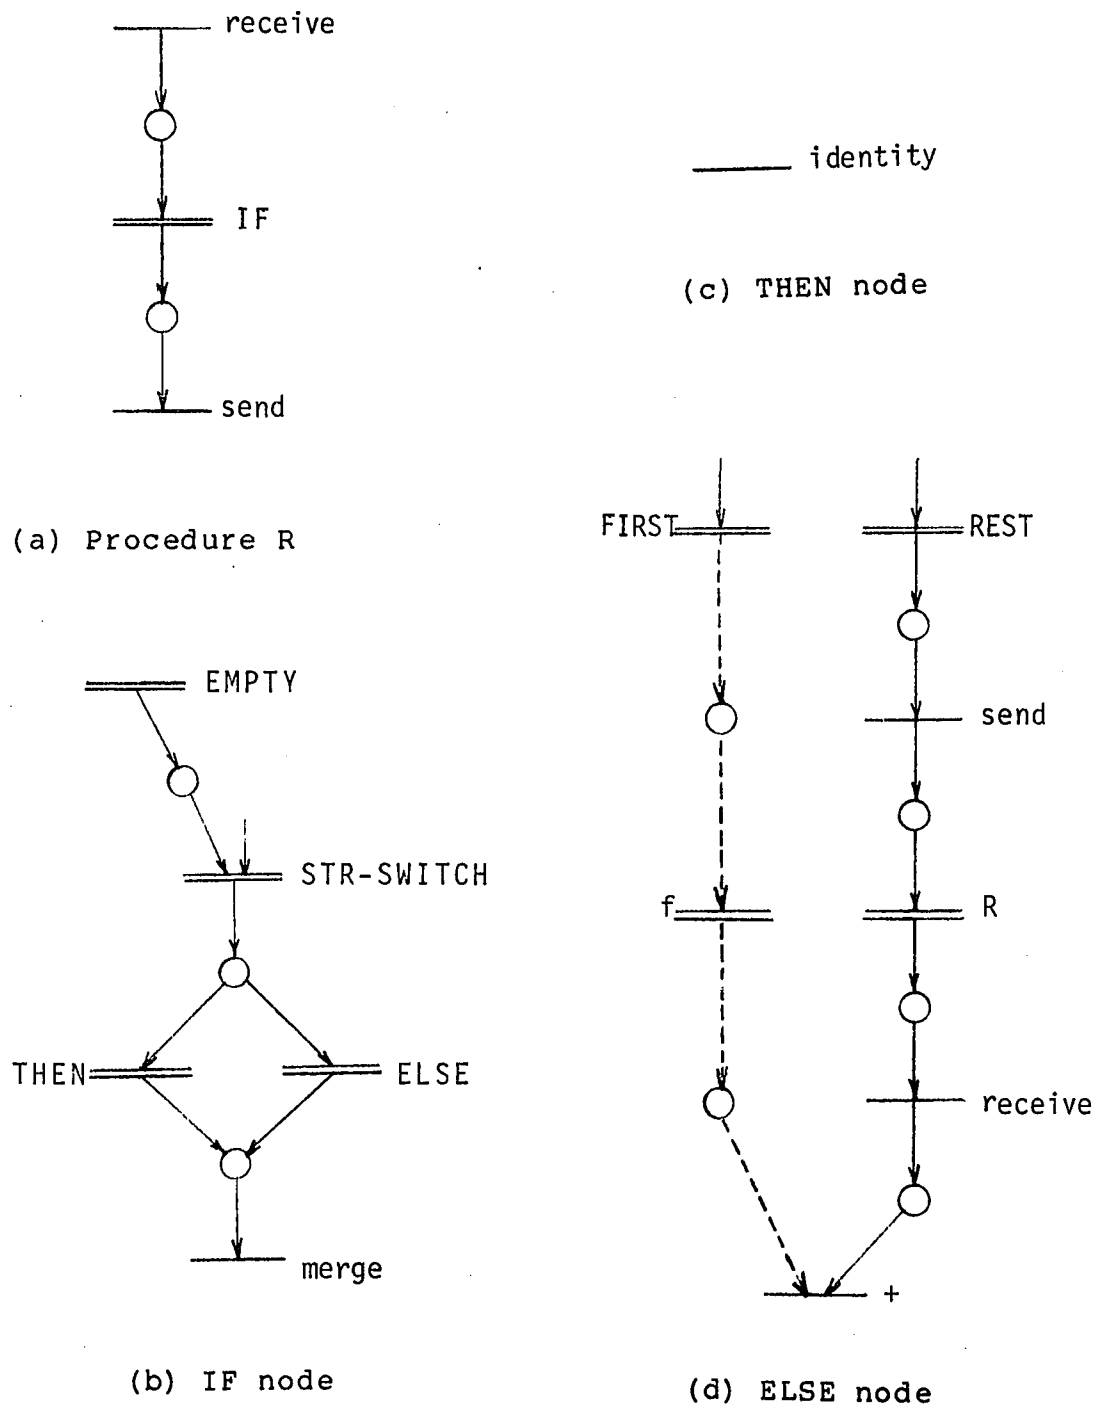 receive
IF
send
(a) Procedure R
identity
(c) THEN node
EMPTY
STR-SWITCH
THEN
ELSE
merge
(b) IF node
FIRST
REST
send
f
R
receive
+
(d) ELSE node